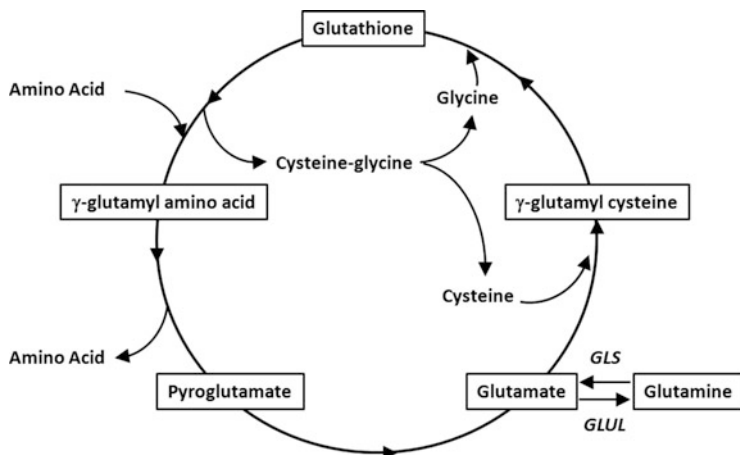 Glutathione
Amino Acid
Glycine
Cysteine-glycine
γ-glutamyl amino acid
γ-glutamyl cysteine
Cysteine
Amino Acid
GLS
Pyroglutamate
Glutamate
Glutamine
GLUL